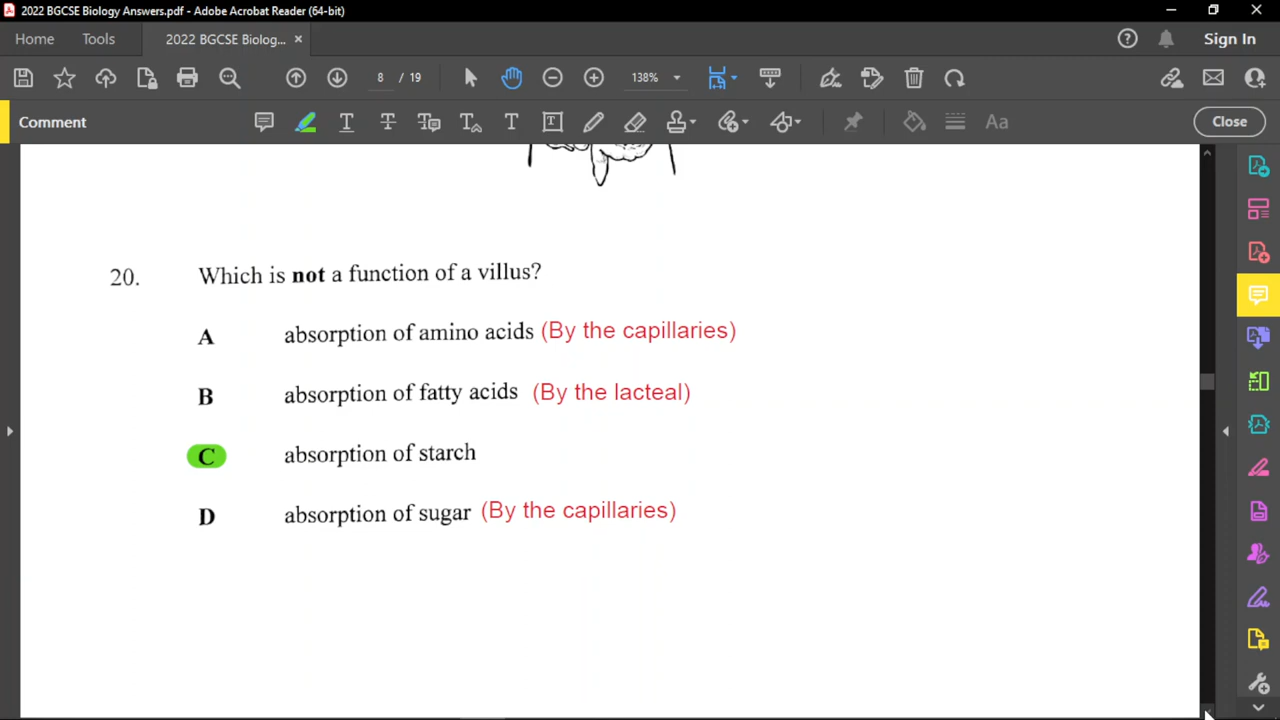 2022 BGCSE Biology Answers.pdf - Adobe Acrobat Reader (64-bit)
Home Tools 2022 BGCSE Biolog... × Sign In
8 / 19 138%
Comment Close
20. Which is not a function of a villus?
A absorption of amino acids (By the capillaries)
B absorption of fatty acids (By the lacteal)
C absorption of starch
D absorption of sugar (By the capillaries)